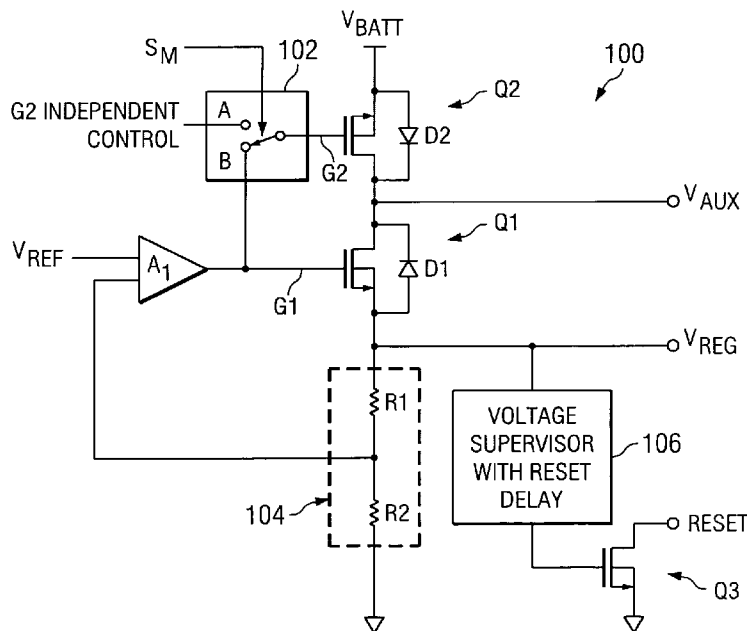 V_BATT
S_M
102
100
Q2
A
G2 INDEPENDENT
CONTROL
D2
B
G2
V_AUX
Q1
V_REF
A_1
D1
G1
V_REG
R1
VOLTAGE
SUPERVISOR
WITH RESET
DELAY
106
104
R2
RESET
Q3